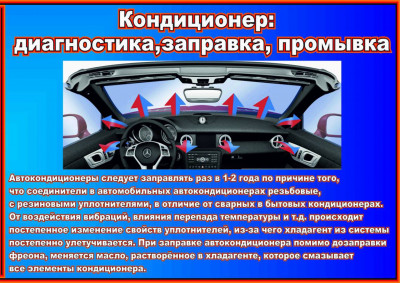 Кондиционер:
диагностика,заправка, промывка
Автокондиционеры следует заправлять раз в 1-2 года по причине того,
что соединители в автомобильных автокондиционерах резьбовые,
с резиновыми уплотнителями, в отличие от сварных в бытовых кондиционерах.
От воздействия вибраций, влияния перепада температуры и т.д. происходит
постепенное изменение свойств уплотнителей, из-за чего хладагент из системы
постепенно улетучивается. При заправке автокондиционера помимо дозаправки
фреона, меняется масло, растворённое в хладагенте, которое смазывает
все элементы кондиционера.